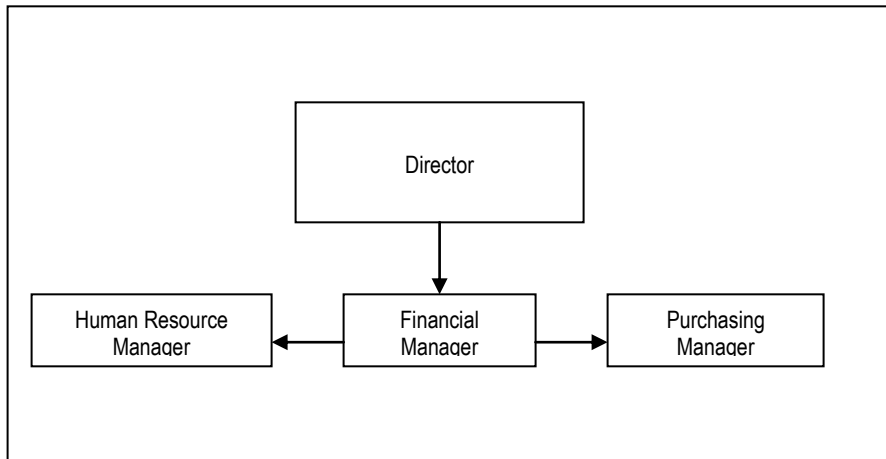 Director
Human Resource
Manager
Financial
Manager
Purchasing
Manager